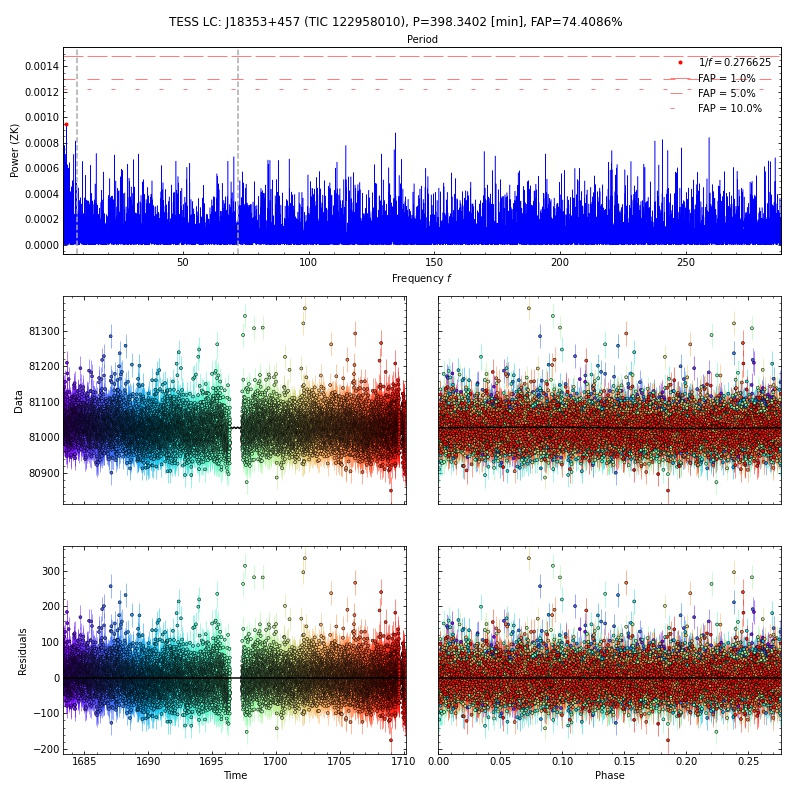 TESS LC: J18353+457 (TIC 122958010), P=398.3402 [min], FAP=74.4086%
Period
0.0014
0.0012
0.0010
0.0008
0.0006
0.0004
0.0002
0.0000
Power (ZK)
1/f = 0.276625
FAP = 1.0%
FAP = 5.0%
FAP = 10.0%
50 100 150 200 250
Frequency f
81300
81200
81100
81000
80900
Data
300
200
100
0
−100
−200
Residuals
1685 1690 1695 1700 1705 1710
Time
0.00 0.05 0.10 0.15 0.20 0.25
Phase